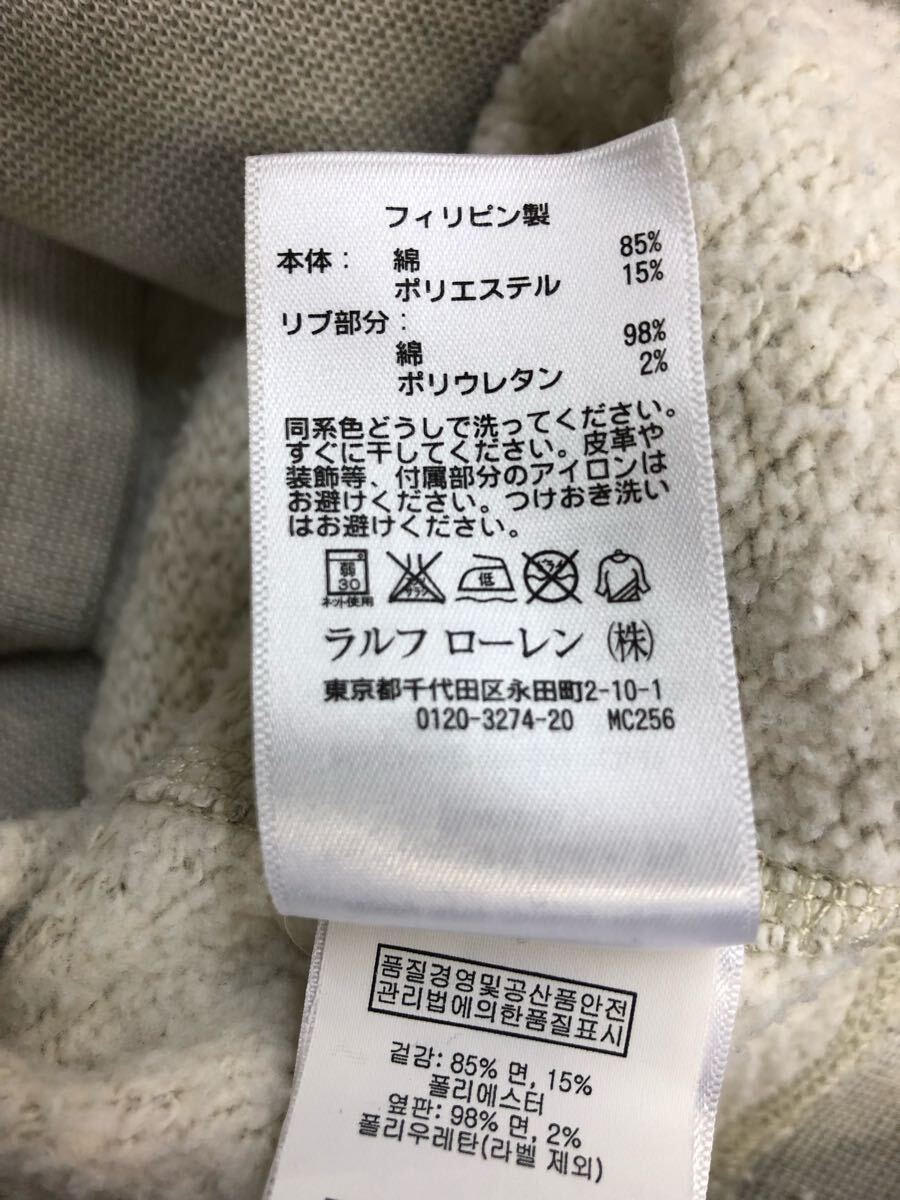 フィリピン製
本体： 綿 85%
ポリエステル 15%
リブ部分：
綿 98%
ポリウレタン 2%
同系色どうしで洗ってください。
すぐに干してください。皮革や
装飾等、付属部分のアイロンは
お避けください。つけおき洗い
はお避けください。
弱 30 低
ネット使用
ラルフ ローレン ㈱
東京都千代田区永田町2-10-1
0120-3274-20 MC256
품질경영및공산품안전
관리법에의한품질표시
겉감: 85% 면, 15%
폴리에스터
옆판: 98% 면, 2%
폴리우레탄(라벨 제외)